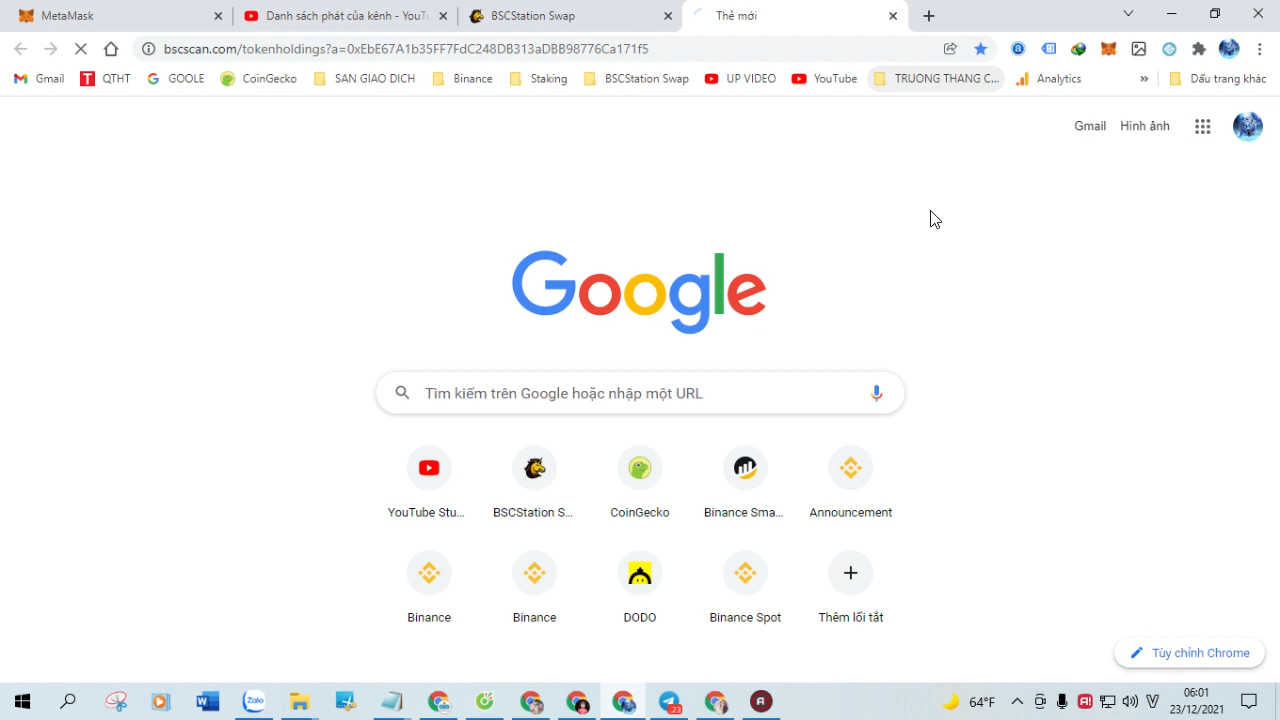 MetaMask
Danh sách phát của kênh - YouTu
BSCStation Swap
Thẻ mới
bscscan.com/tokenholdings?a=0xEbE67A1b35FF7FdC248DB313aDBB98776Ca171f5
Gmail
QTHT
GOOLE
CoinGecko
SAN GIAO DICH
Binance
Staking
BSCStation Swap
UP VIDEO
YouTube
TRUONG THANG C...
Analytics
»
Dấu trang khác
Gmail
Hình ảnh
Google
Tìm kiếm trên Google hoặc nhập một URL
YouTube Stu...
BSCStation S...
CoinGecko
Binance Sma...
Announcement
Binance
Binance
DODO
Binance Spot
Thêm lối tắt
Tùy chỉnh Chrome
Zalo
23
64°F
06:01
23/12/2021